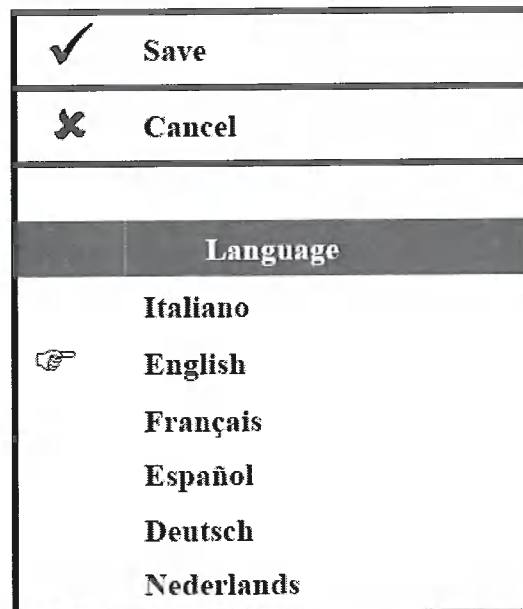 Save
Cancel
Language
Italiano
English
Français
Español
Deutsch
Nederlands